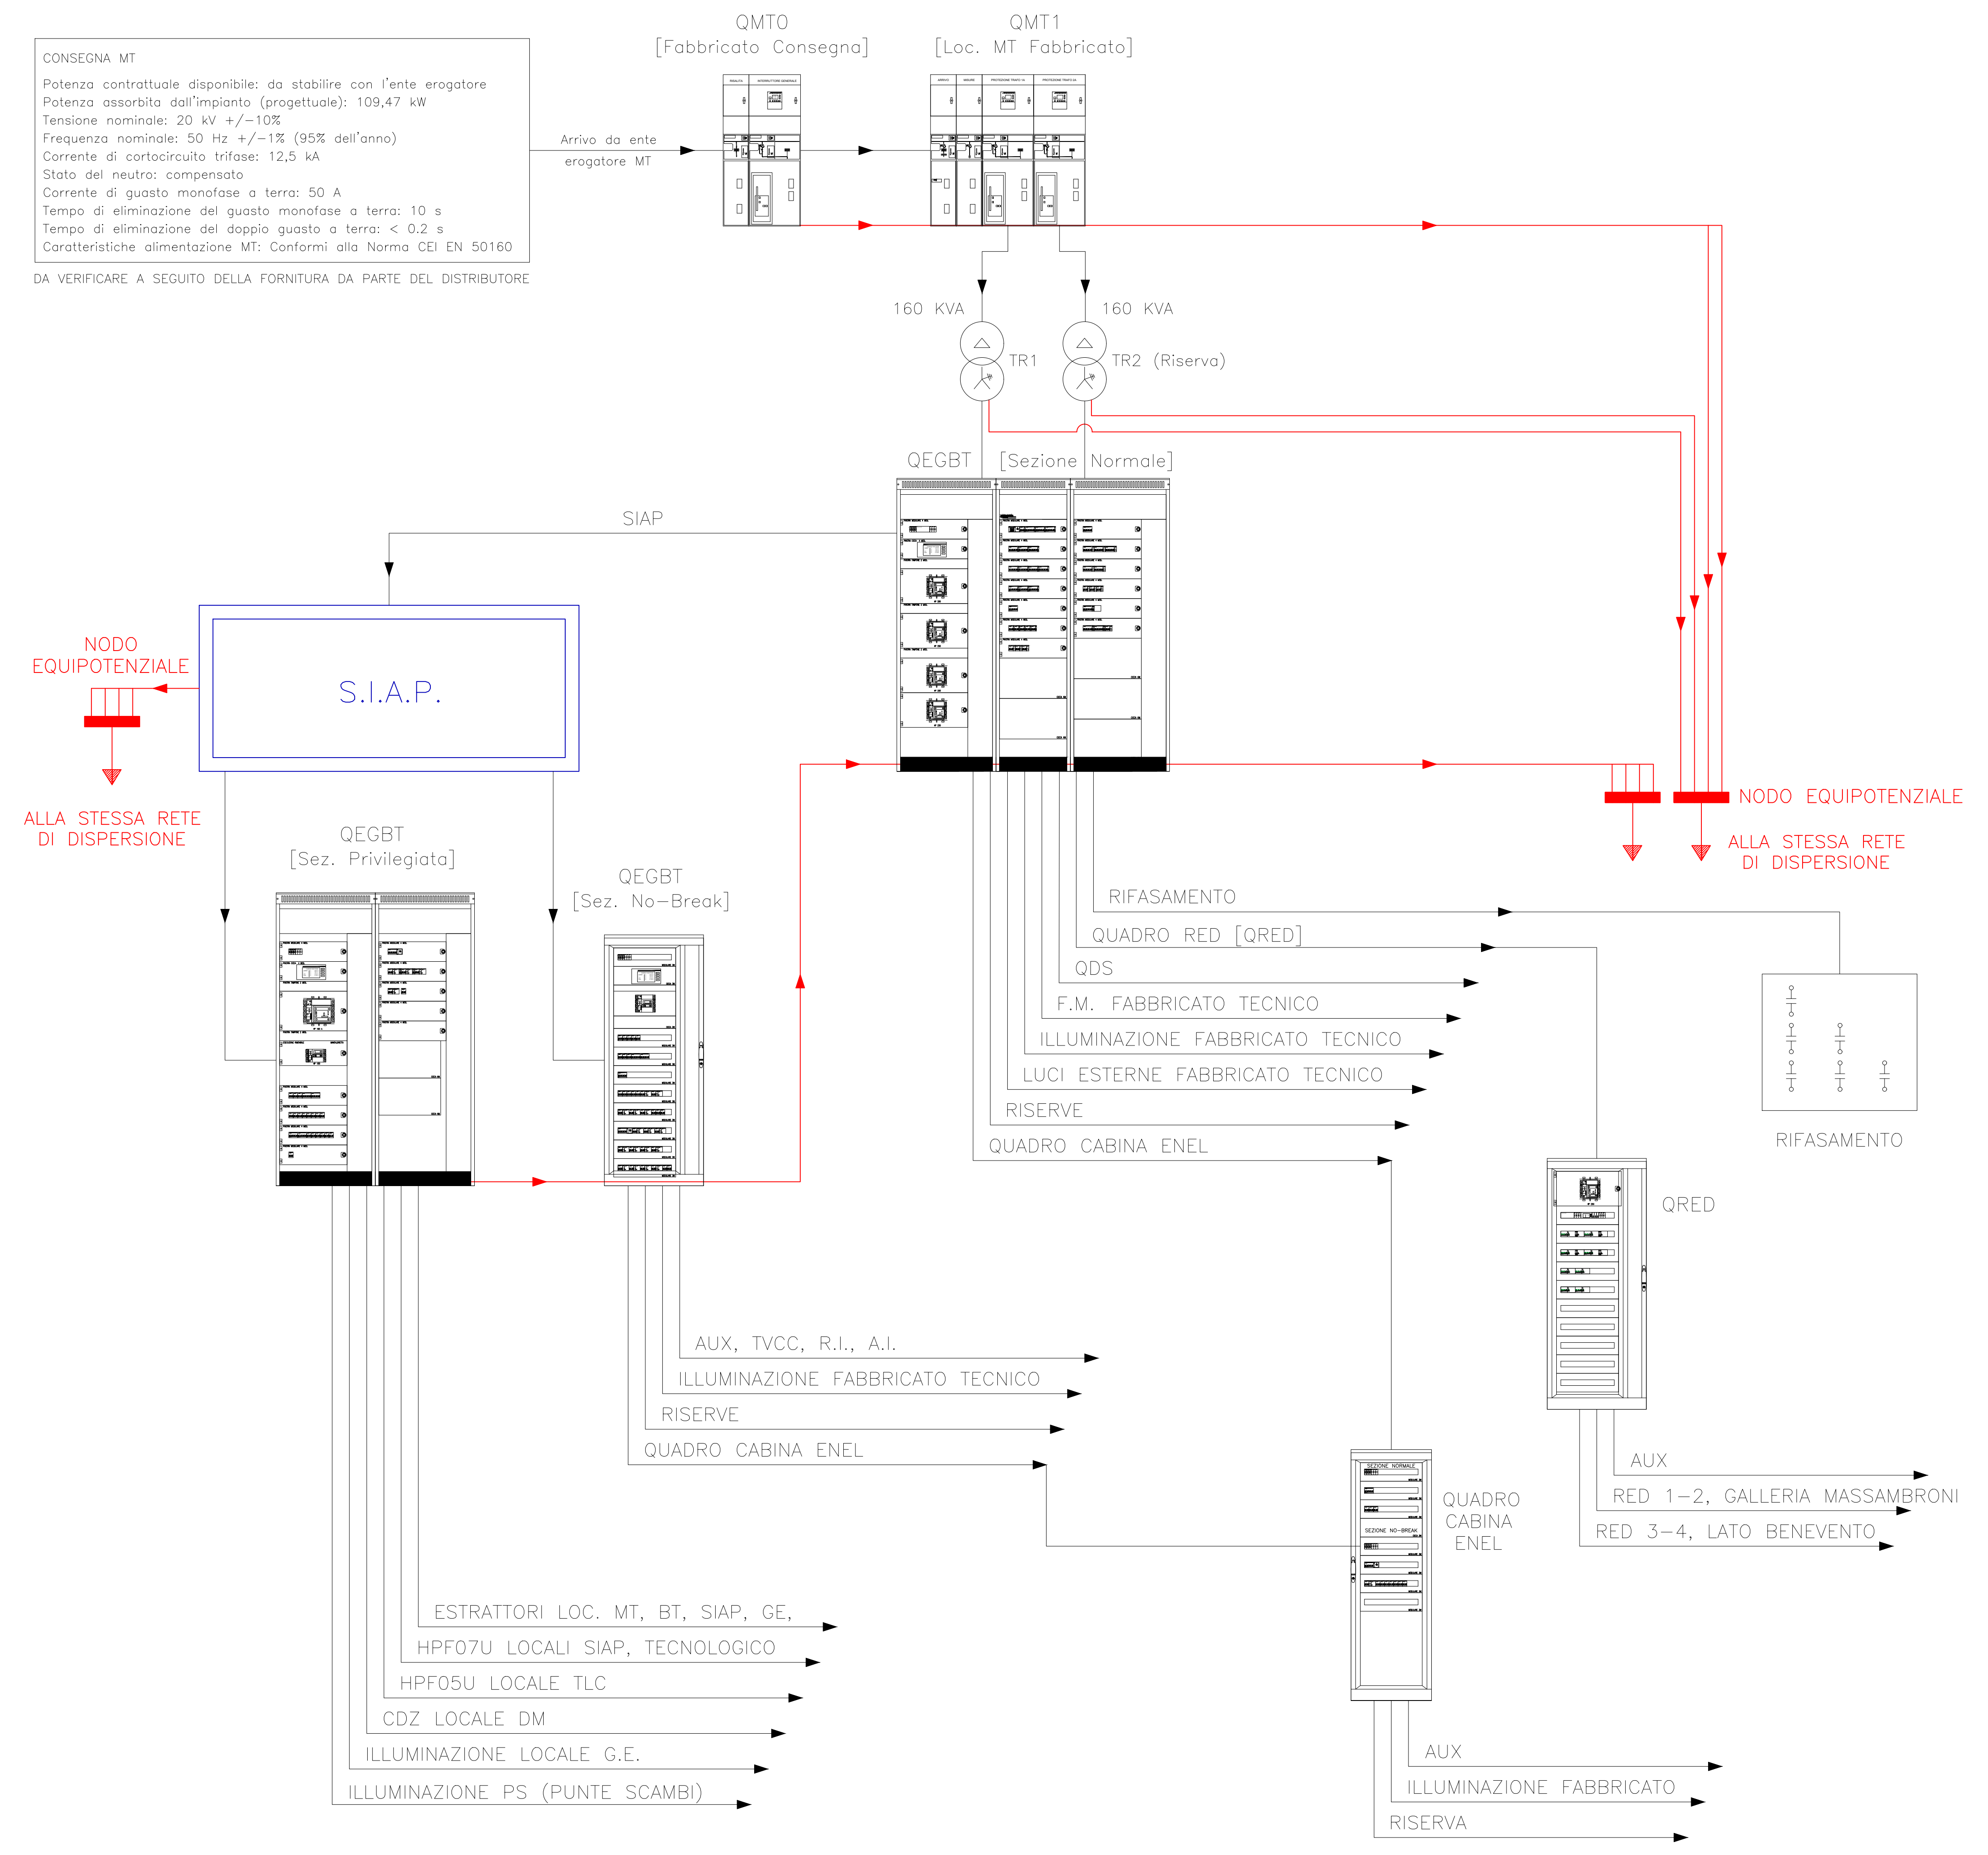 QMT0
[Fabbricato Consegna]
QMT1
[Loc. MT Fabbricato]
CONSEGNA MT
Potenza contrattuale disponibile: da stabilire con l'ente erogatore
Potenza assorbita dall'impianto (progettuale): 109,47 kW
Tensione nominale: 20 kV +/-10%
Frequenza nominale: 50 Hz +/-1% (95% dell'anno)
Corrente di cortocircuito trifase: 12,5 kA
Stato del neutro: compensato
Corrente di guasto monofase a terra: 50 A
Tempo di eliminazione del guasto monofase a terra: 10 s
Tempo di eliminazione del doppio guasto a terra: < 0.2 s
Caratteristiche alimentazione MT: Conformi alla Norma CEI EN 50160
DA VERIFICARE A SEGUITO DELLA FORNITURA DA PARTE DEL DISTRIBUTORE
Arrivo da ente
erogatore MT
RISALITA
INTERRUTTORE GENERALE
ARRIVO
MISURE
160 KVA
160 KVA
TR1
TR2 (Riserva)
QEGBT [Sezione Normale]
SIAP
S.I.A.P.
NODO
EQUIPOTENZIALE
ALLA STESSA RETE
DI DISPERSIONE
NODO EQUIPOTENZIALE
ALLA STESSA RETE
DI DISPERSIONE
QEGBT
[Sez. Privilegiata]
QEGBT
[Sez. No-Break]
RIFASAMENTO
QUADRO RED [QRED]
QDS
F.M. FABBRICATO TECNICO
ILLUMINAZIONE FABBRICATO TECNICO
LUCI ESTERNE FABBRICATO TECNICO
RISERVE
QUADRO CABINA ENEL
RIFASAMENTO
QRED
AUX, TVCC, R.I., A.I.
ILLUMINAZIONE FABBRICATO TECNICO
RISERVE
QUADRO CABINA ENEL
AUX
RED 1-2, GALLERIA MASSAMBRONI
RED 3-4, LATO BENEVENTO
SEZIONE NORMALE
SEZIONE NO-BREAK
QUADRO
CABINA
ENEL
ESTRATTORI LOC. MT, BT, SIAP, GE,
HPF07U LOCALI SIAP, TECNOLOGICO
HPF05U LOCALE TLC
CDZ LOCALE DM
ILLUMINAZIONE LOCALE G.E.
ILLUMINAZIONE PS (PUNTE SCAMBI)
AUX
ILLUMINAZIONE FABBRICATO
RISERVA